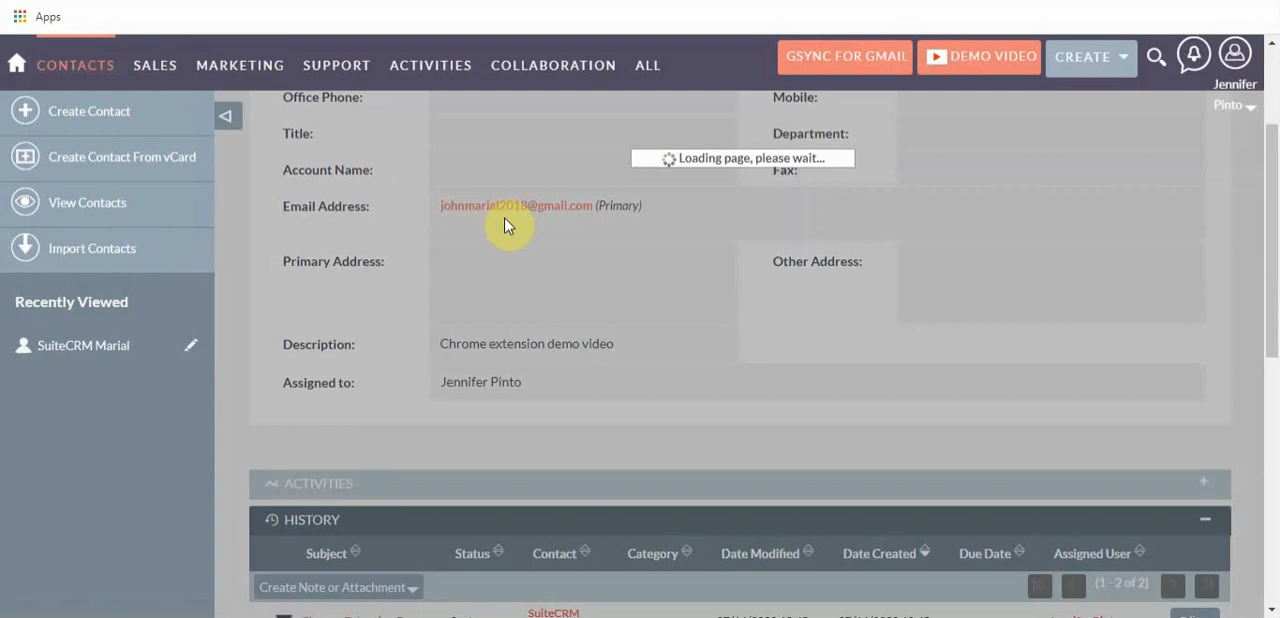 Apps
CONTACTS SALES MARKETING SUPPORT ACTIVITIES COLLABORATION ALL GSYNC FOR GMAIL DEMO VIDEO CREATE
Jennifer
Pinto
Create Contact
Create Contact From vCard
View Contacts
Import Contacts
Recently Viewed
SuiteCRM Marial
Office Phone: Mobile:
Title: Department:
Loading page, please wait...
Account Name: Fax:
Email Address: johnmarial2018@gmail.com (Primary)
Primary Address: Other Address:
Description: Chrome extension demo video
Assigned to: Jennifer Pinto
ACTIVITIES +
HISTORY −
Subject Status Contact Category Date Modified Date Created Due Date Assigned User
Create Note or Attachment (1 - 2 of 2)
SuiteCRM